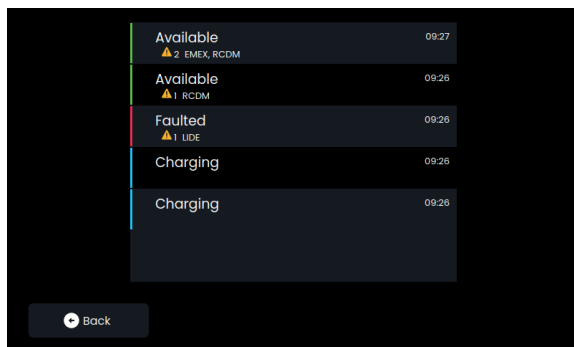 Available 09:27
2 EMEX, RCDM
Available 09:26
1 RCDM
Faulted 09:26
1 LIDE
Charging 09:26
Charging 09:26
Back